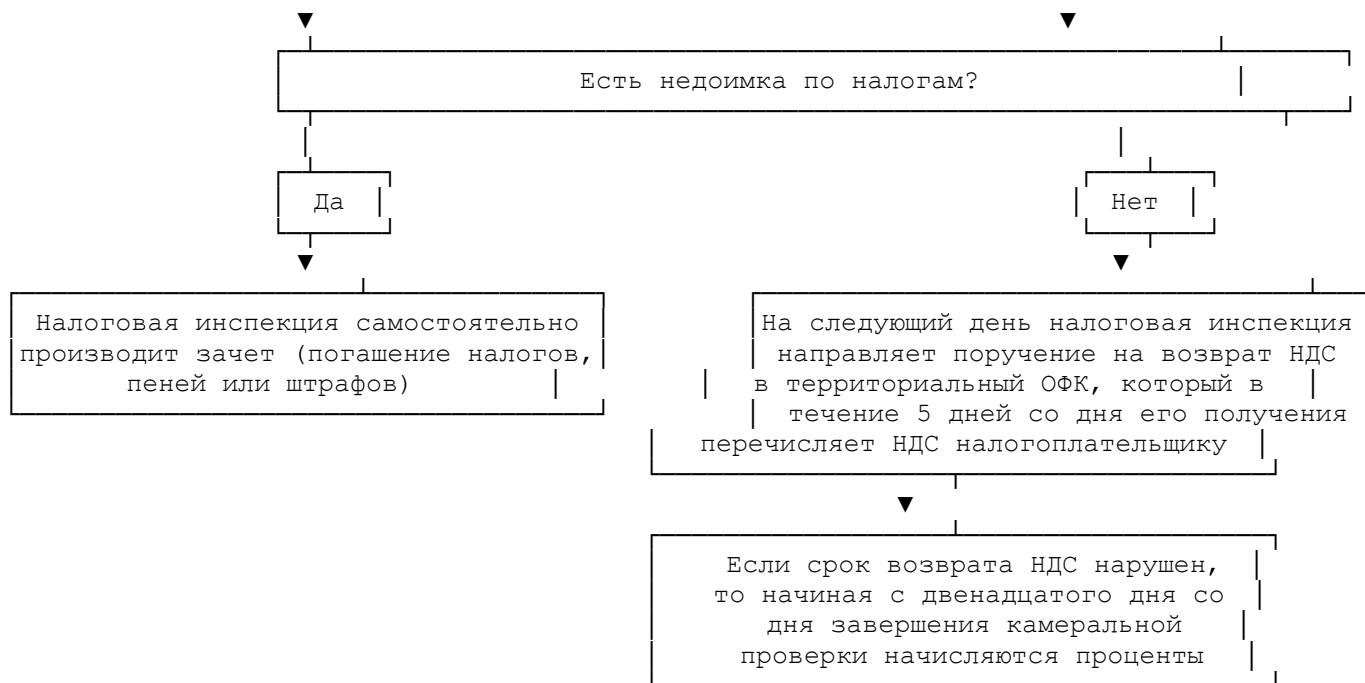 Есть недоимка по налогам?
Да
Нет
Налоговая инспекция самостоятельно
производит зачет (погашение налогов,
пеней или штрафов)
На следующий день налоговая инспекция
направляет поручение на возврат НДС
в территориальный ОФК, который в
течение 5 дней со дня его получения
перечисляет НДС налогоплательщику
Если срок возврата НДС нарушен,
то начиная с двенадцатого дня со
дня завершения камеральной
проверки начисляются проценты